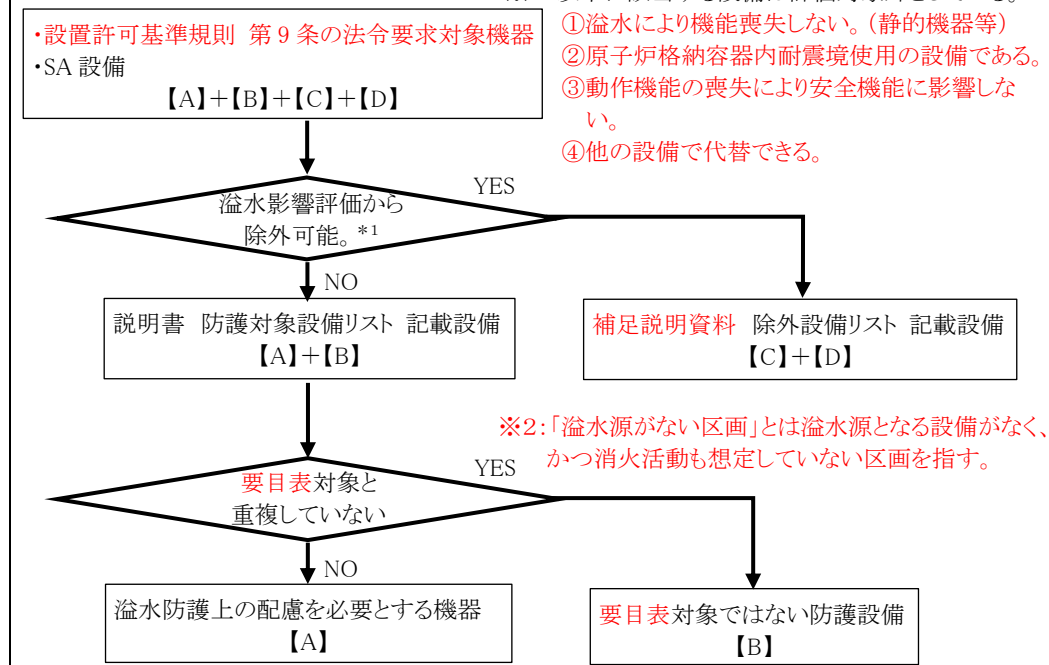 ①溢水により機能喪失しない。(静的機器等)
②原子炉格納容器内耐震境使用の設備である。
③動作機能の喪失により安全機能に影響しな
い。
④他の設備で代替できる。
・設置許可基準規則 第9条の法令要求対象機器
・SA設備
【A】+【B】+【C】+【D】
溢水影響評価から
除外可能。*1
YES
NO
説明書 防護対象設備リスト 記載設備
【A】+【B】
補足説明資料 除外設備リスト 記載設備
【C】+【D】
※2:「溢水源がない区画」とは溢水源となる設備がなく、
かつ消火活動も想定していない区画を指す。
要目表対象と
重複していない
YES
NO
溢水防護上の配慮を必要とする機器
【A】
要目表対象ではない防護設備
【B】